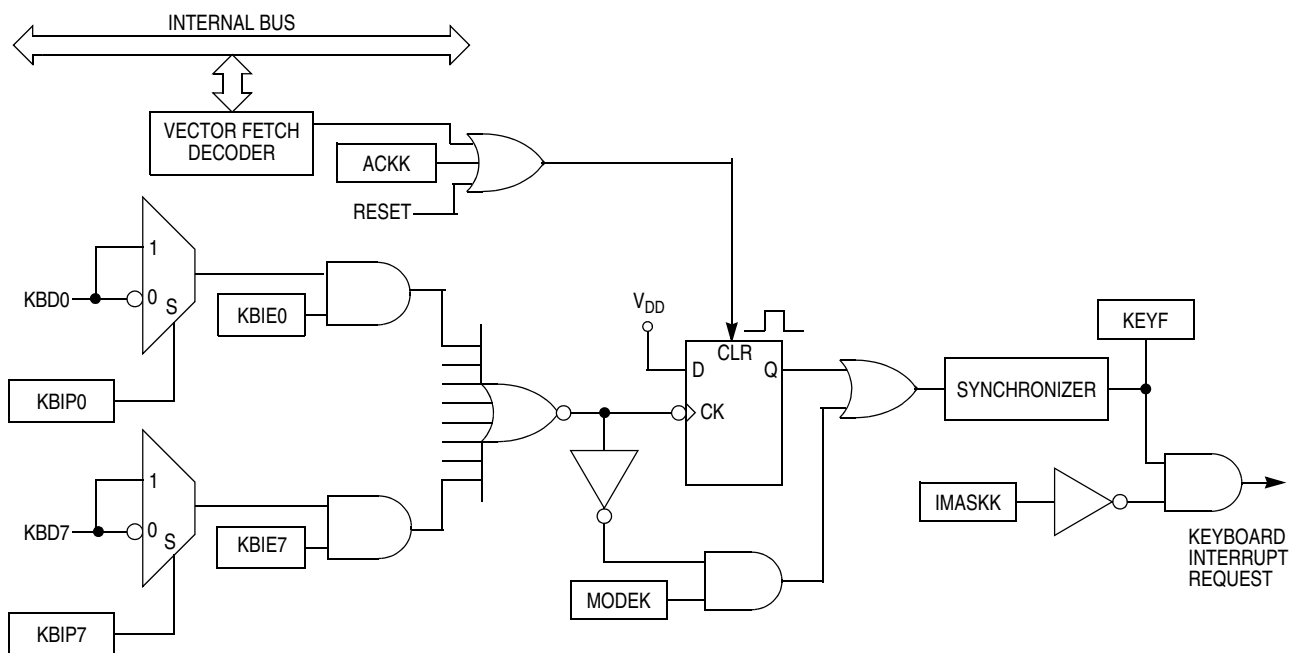 INTERNAL BUS
VECTOR FETCH
DECODER
ACKK
RESET
1
KBD0
0
S
KBIE0
KBIP0
VDD
CLR
D
Q
CK
KEYF
SYNCHRONIZER
1
KBD7
0
S
KBIE7
KBIP7
MODEK
IMASKK
KEYBOARD
INTERRUPT
REQUEST